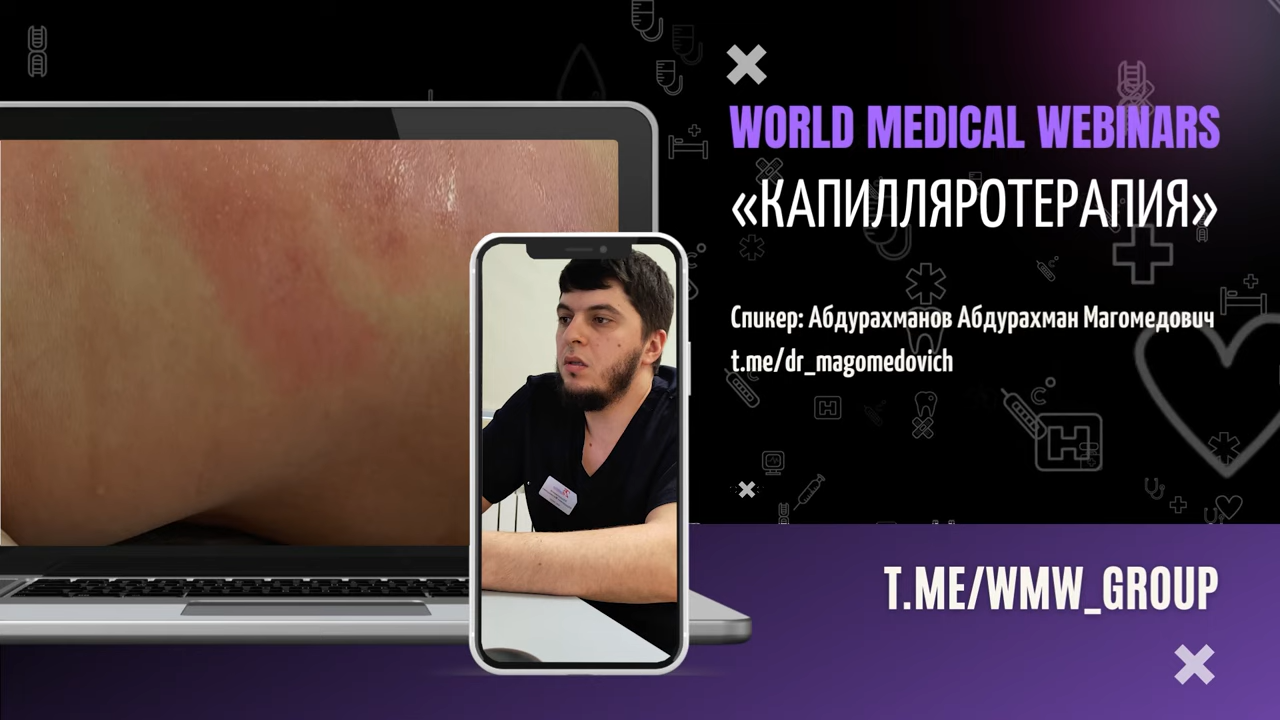 WORLD MEDICAL WEBINARS
«КАПИЛЛЯРОТЕРАПИЯ»
Спикер: Абдурахманов Абдурахман Магомедович
t.me/dr_magomedovich
T.ME/WMW_GROUP